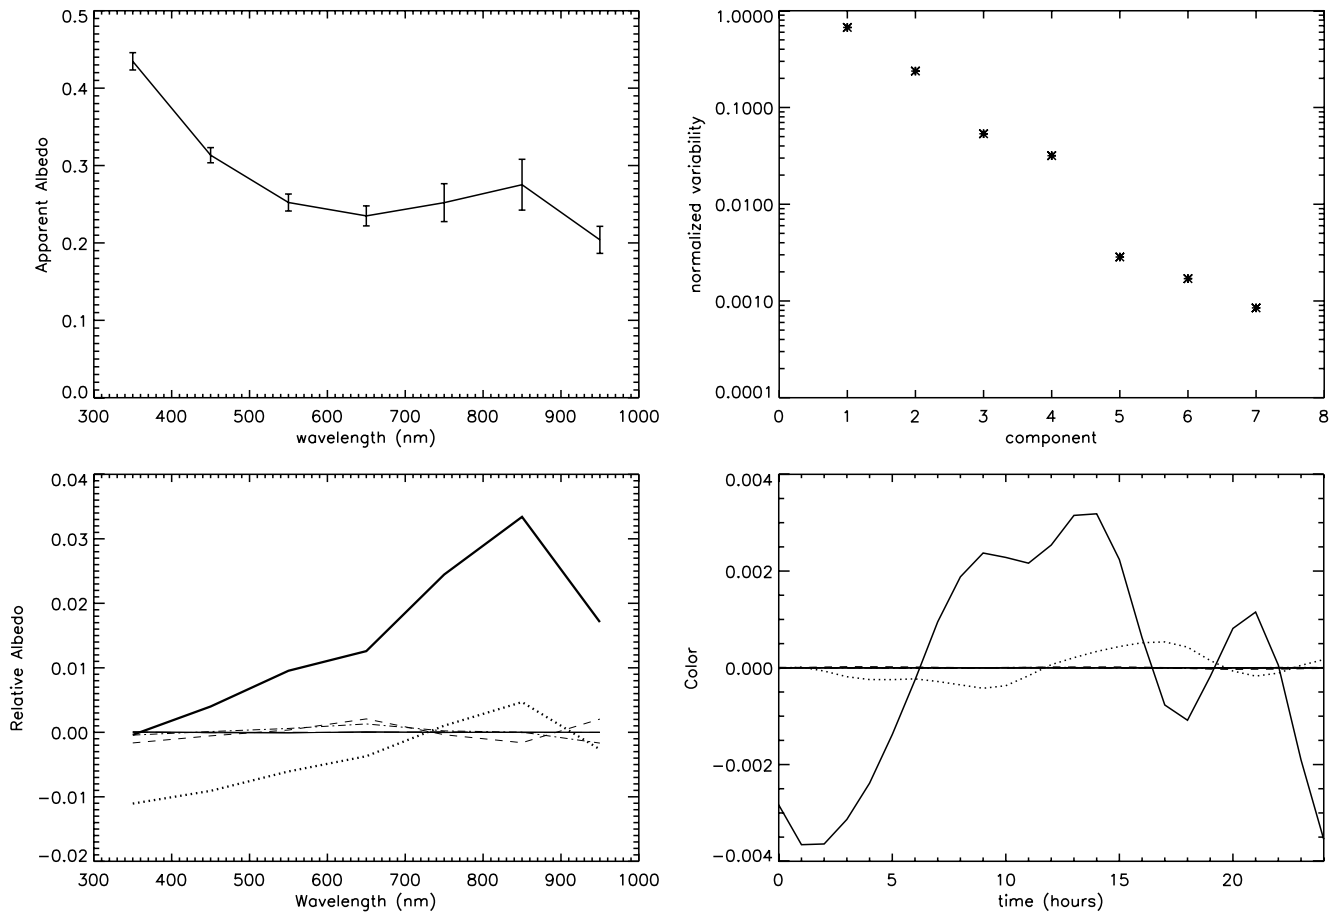 0.5
0.4
0.3
0.2
0.1
0.0
Apparent Albedo
300 400 500 600 700 800 900 1000
wavelength (nm)
1.0000
0.1000
0.0100
0.0010
0.0001
normalized variability
0 1 2 3 4 5 6 7 8
component
0.04
0.03
0.02
0.01
0.00
−0.01
−0.02
Relative Albedo
300 400 500 600 700 800 900 1000
Wavelength (nm)
0.004
0.002
0.000
−0.002
−0.004
Color
0 5 10 15 20
time (hours)